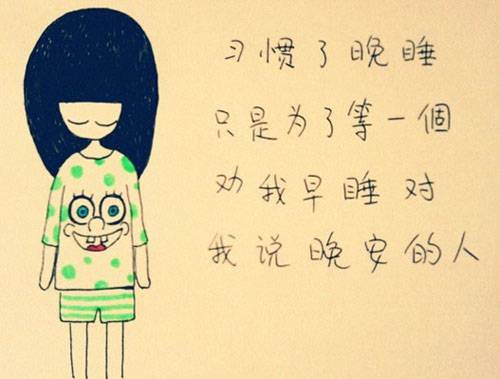 习惯了晚睡
只是为了等一個
劝我早睡对
我说晚安的人